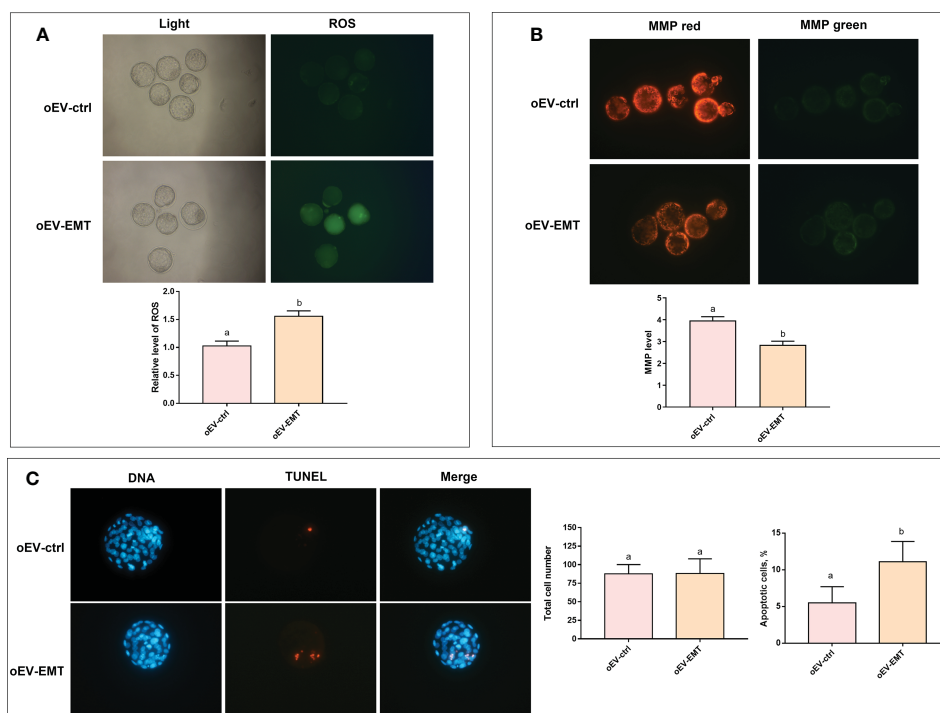 A
Light
ROS
oEV-ctrl
oEV-EMT
Relative level of ROS
2.0
1.5
1.0
0.5
0.0
a
b
oEV-ctrl
oEV-EMT
B
MMP red
MMP green
oEV-ctrl
oEV-EMT
MMP level
5
4
3
2
1
0
a
b
oEV-ctrl
oEV-EMT
C
DNA
TUNEL
Merge
oEV-ctrl
oEV-EMT
Total cell number
150
125
100
75
50
25
0
a
a
oEV-ctrl
oEV-EMT
Apoptotic cells, %
15
10
5
0
a
b
oEV-ctrl
oEV-EMT